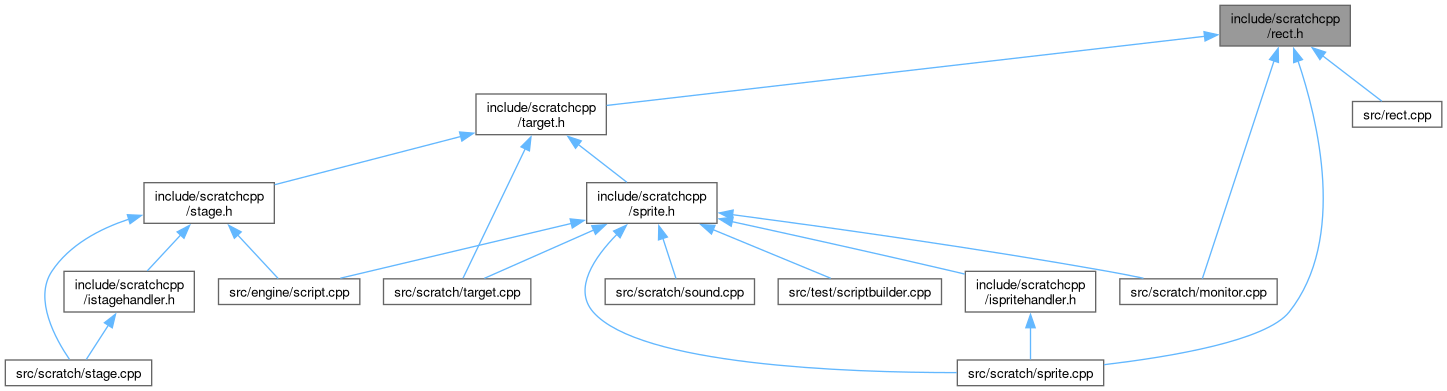 include/scratchcpp
/rect.h
include/scratchcpp
/target.h
src/rect.cpp
include/scratchcpp
/stage.h
include/scratchcpp
/sprite.h
include/scratchcpp
/istagehandler.h
src/engine/script.cpp
src/scratch/target.cpp
src/scratch/sound.cpp
src/test/scriptbuilder.cpp
include/scratchcpp
/ispritehandler.h
src/scratch/monitor.cpp
src/scratch/stage.cpp
src/scratch/sprite.cpp